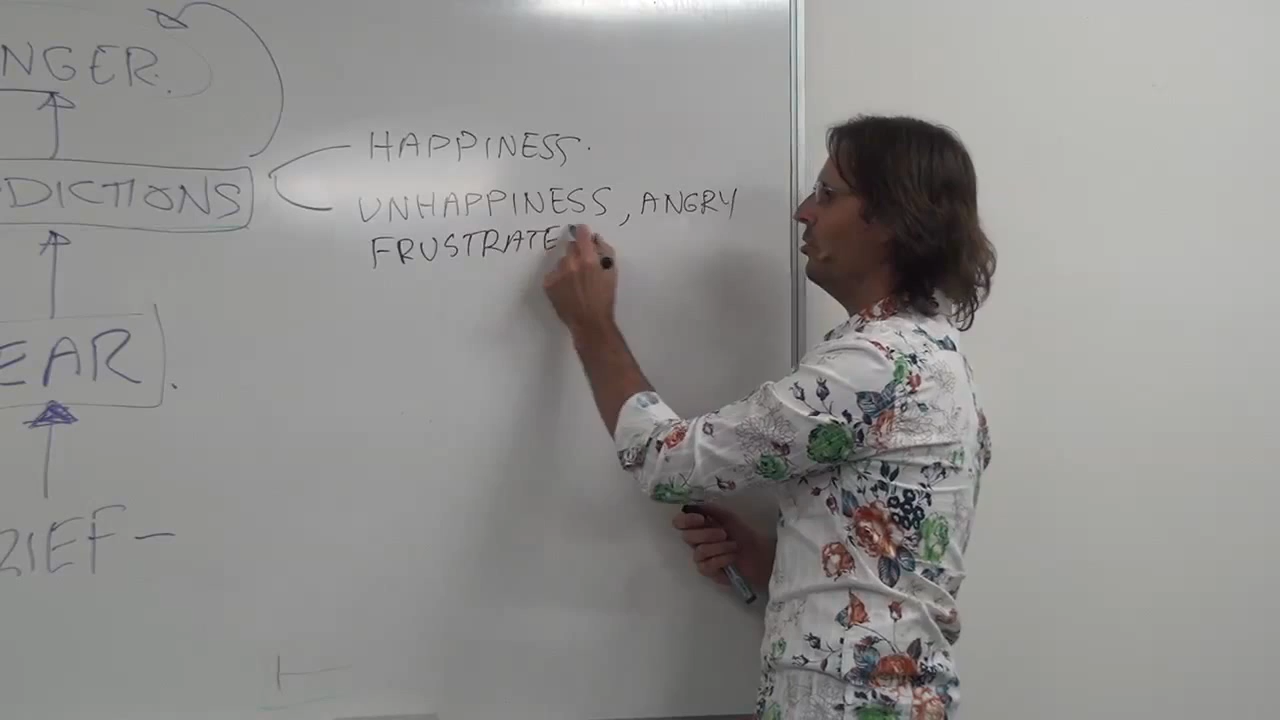 NGER.
HAPPINESS.
DICTIONS
UNHAPPINESS, ANGRY
FRUSTRATE
EAR.
RIEF -